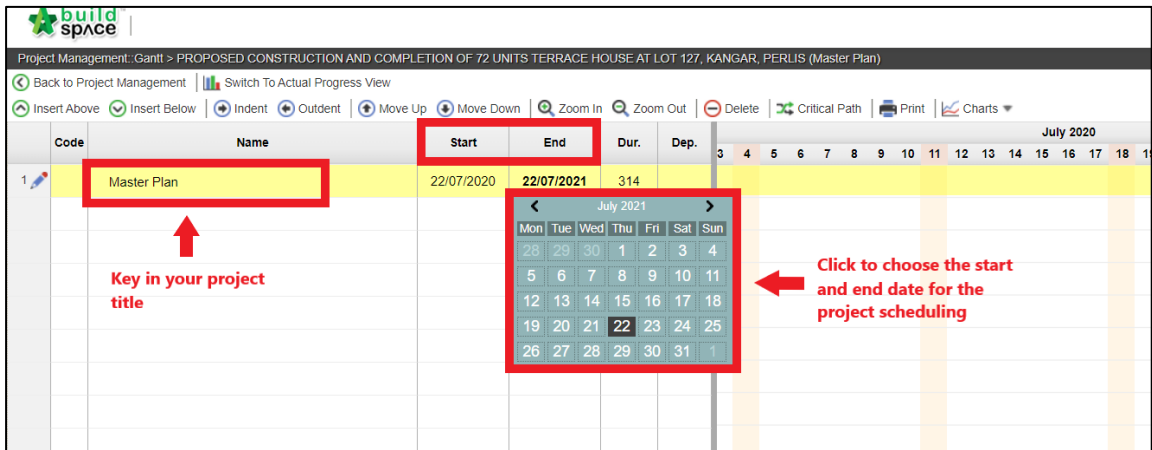 build
spɅce
Project Management::Gantt > PROPOSED CONSTRUCTION AND COMPLETION OF 72 UNITS TERRACE HOUSE AT LOT 127, KANGAR, PERLIS (Master Plan)
Back to Project Management Switch To Actual Progress View
Insert Above Insert Below Indent Outdent Move Up Move Down Zoom In Zoom Out Delete Critical Path Print Charts
July 2020
Code Name Start End Dur. Dep.
3 4 5 6 7 8 9 10 11 12 13 14 15 16 17 18
1 Master Plan 22/07/2020 22/07/2021 314
July 2021
Mon Tue Wed Thu Fri Sat Sun
28 29 30 1 2 3 4
5 6 7 8 9 10 11
12 13 14 15 16 17 18
19 20 21 22 23 24 25
26 27 28 29 30 31 1
Key in your project
title
Click to choose the start
and end date for the
project scheduling